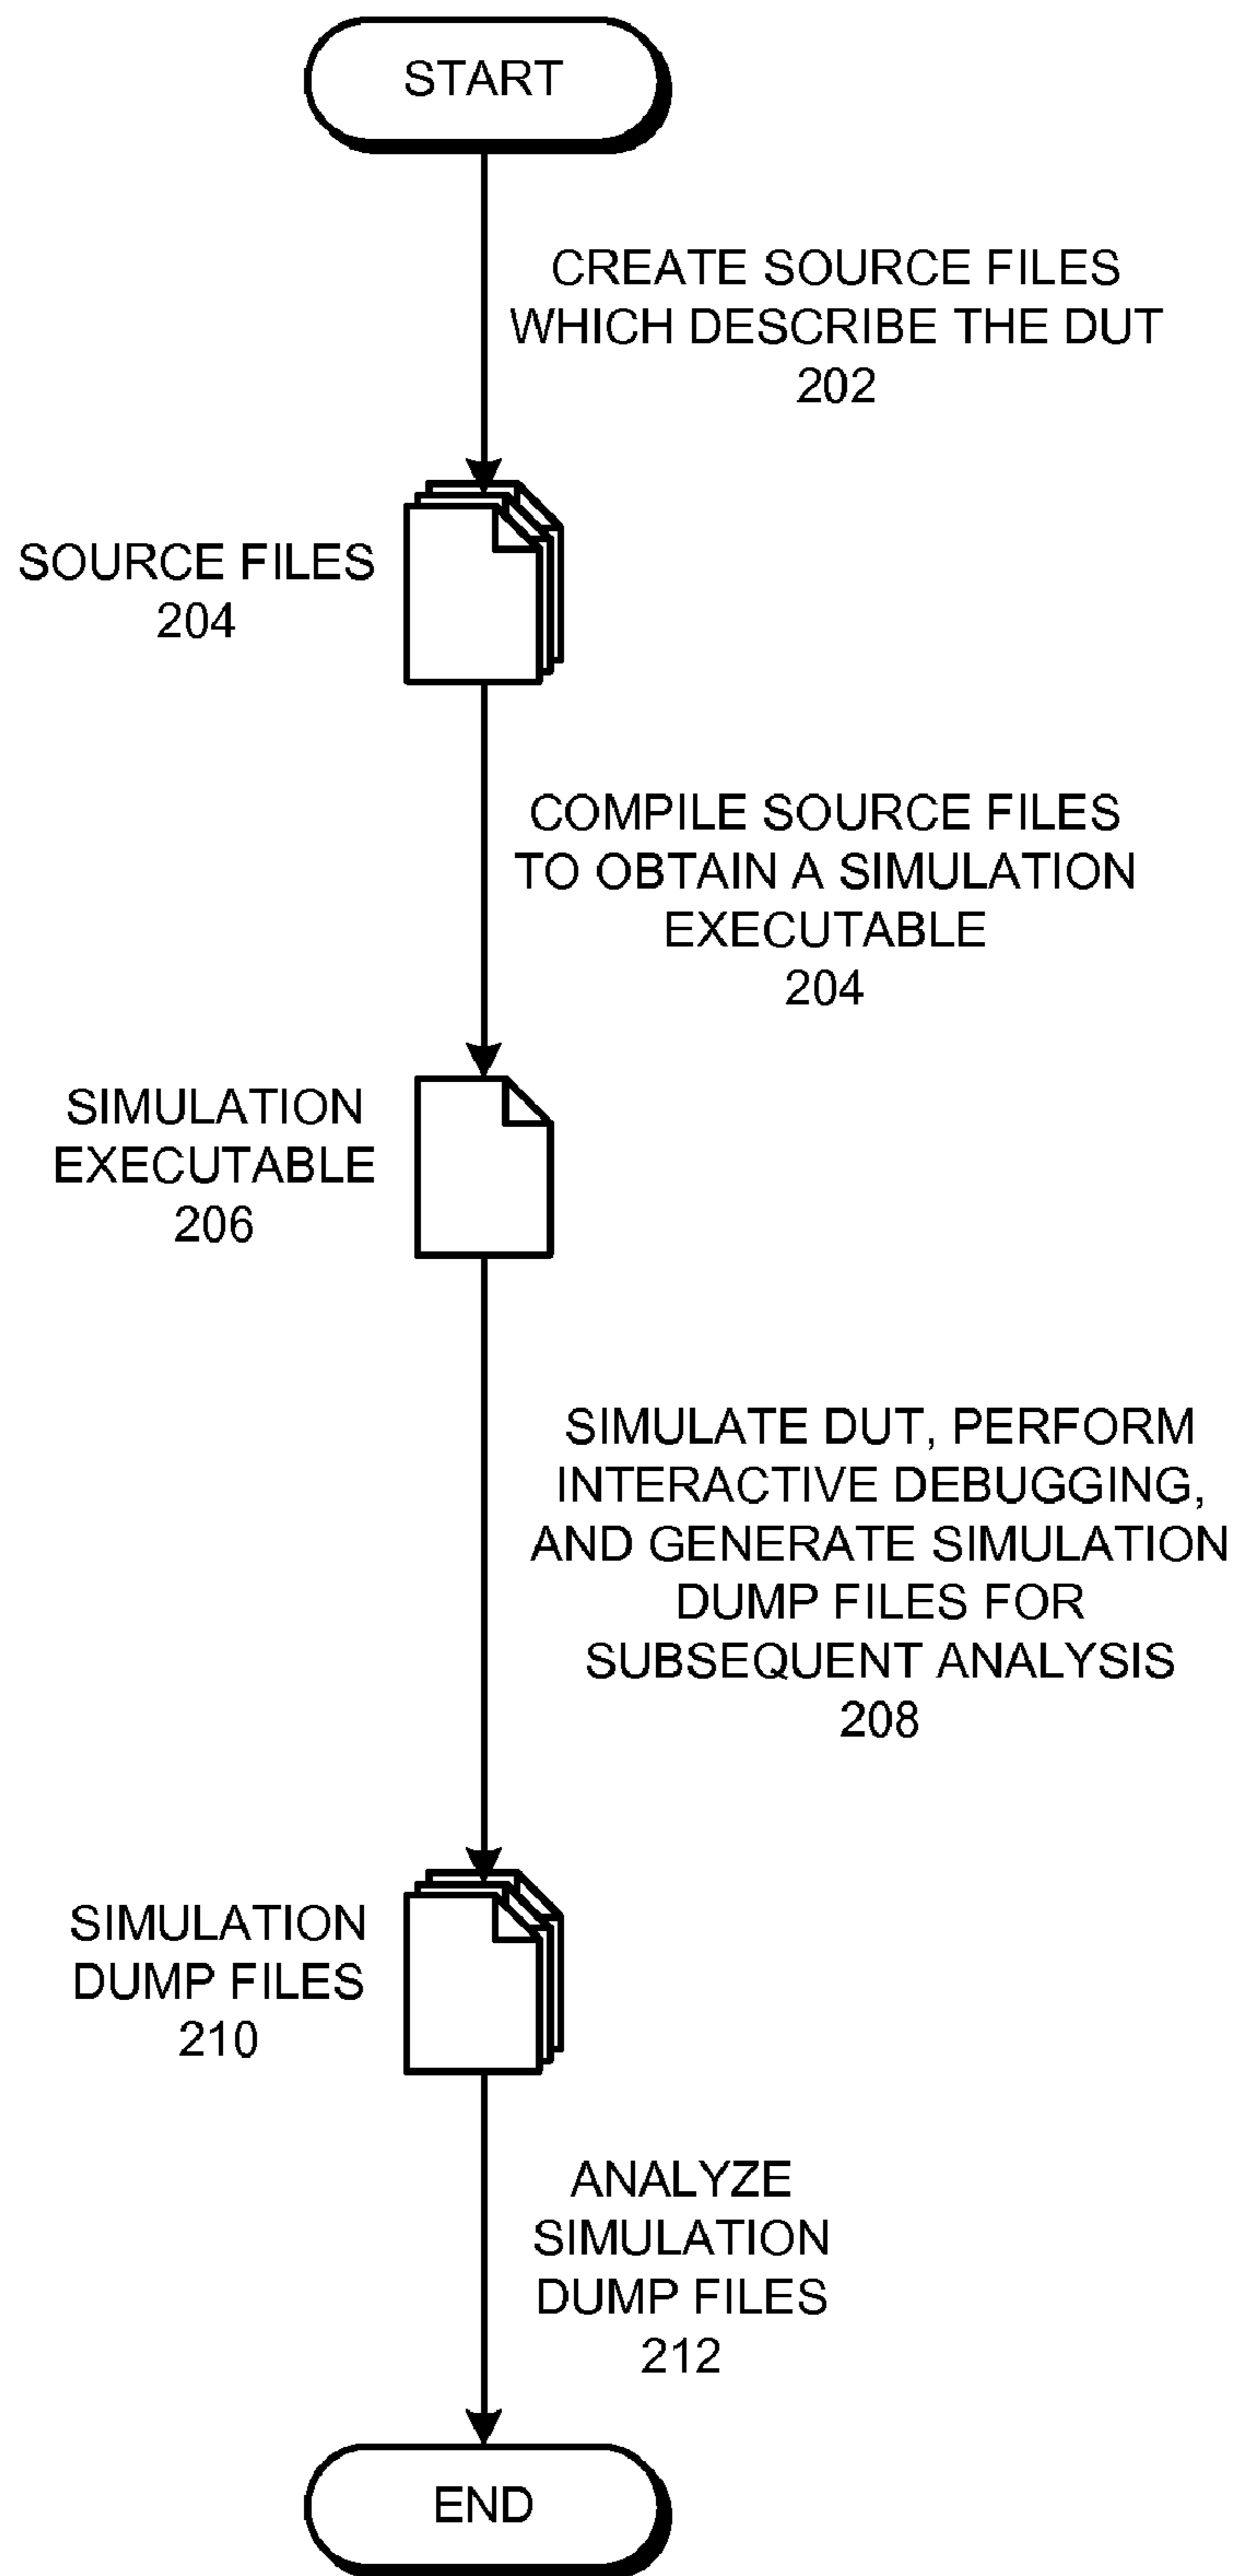 START
CREATE SOURCE FILES
WHICH DESCRIBE THE DUT
202
SOURCE FILES
204
COMPILE SOURCE FILES
TO OBTAIN A SIMULATION
EXECUTABLE
204
SIMULATION
EXECUTABLE
206
SIMULATE DUT, PERFORM
INTERACTIVE DEBUGGING,
AND GENERATE SIMULATION
DUMP FILES FOR
SUBSEQUENT ANALYSIS
208
SIMULATION
DUMP FILES
210
ANALYZE
SIMULATION
DUMP FILES
212
END